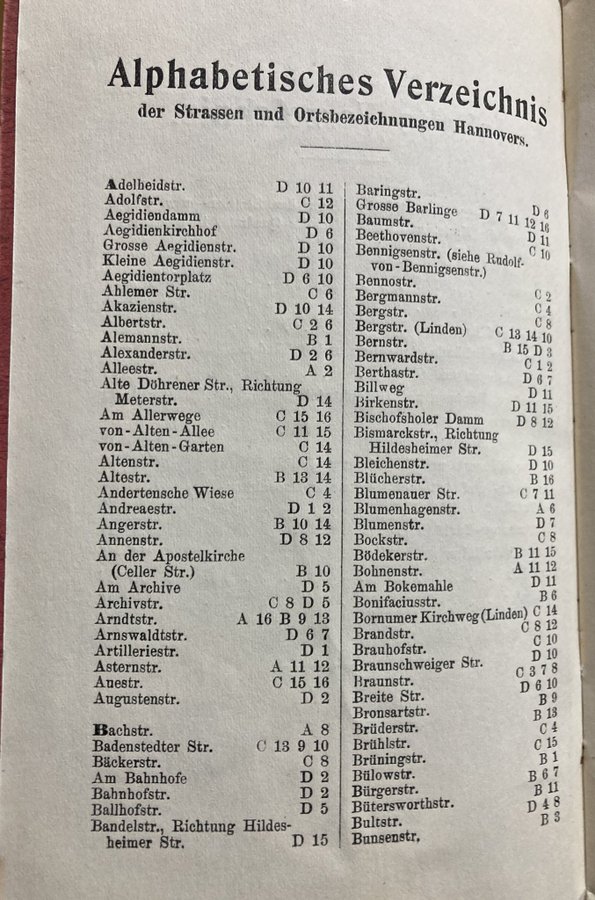 Alphabetisches Verzeichnis
der Strassen und Ortsbezeichnungen Hannovers.
Adelheidstr. D 10 11
Adolfstr. C 12
Aegidiendamm D 10
Aegidienkirchhof D 6
Grosse Aegidienstr. D 10
Kleine Aegidienstr. D 10
Aegidientorplatz D 6 10
Ahlemer Str. C 6
Akazienstr. D 10 14
Albertstr. C 2 6
Alemannstr. B 1
Alexanderstr. D 2 6
Alleestr. A 2
Alte Döhrener Str., Richtung
Meterstr. D 14
Am Allerwege C 15 16
von-Alten-Allee C 11 15
von-Alten-Garten C 14
Altenstr. C 14
Altestr. B 13 14
Andertensche Wiese C 4
Andreaestr. D 1 2
Angerstr. B 10 14
Annenstr. D 8 12
An der Apostelkirche
(Celler Str.) B 10
Am Archive D 5
Archivstr. C 8 D 5
Arndtstr. A 16 B 9 13
Arnswaldtstr. D 6 7
Artilleriestr. D 1
Asternstr. A 11 12
Auestr. C 15 16
Augustenstr. D 2
Bachstr. A 8
Badenstedter Str. C 13 9 10
Bäckerstr. C 8
Am Bahnhofe D 2
Bahnhofstr. D 2
Ballhofstr. D 5
Bandelstr., Richtung Hildes-
heimer Str. D 15
Baringstr. D 6
Grosse Barlinge D 7 11 12 16
Baumstr. D 11
Beethovenstr. C 10
Bennigsenstr. (siehe Rudolf-
von-Bennigsenstr.)
Bennostr. C 2
Bergmannstr. C 4
Bergstr. C 8
Bergstr. (Linden) C 13 14 10
Bernstr. B 15 D 3
Bernwardstr. C 1 2
Berthastr. D 6 7
Billweg D 11
Birkenstr. D 11 15
Bischofsholer Damm D 8 12
Bismarckstr., Richtung
Hildesheimer Str. D 15
Bleichenstr. D 10
Blücherstr. B 16
Blumenauer Str. C 7 11
Blumenhagenstr. A 6
Blumenstr. D 7
Bockstr. C 8
Bödekerstr. B 11 15
Bohnenstr. A 11 12
Am Bokemahle D 11
Bonifaciusstr. B 6
Bornumer Kirchweg (Linden) C 14
Brandstr. C 8 12
Brauhofstr. C 10
Braunschweiger Str. D 10
Braunstr. C 3 7 8
Breite Str. D 6 10
Bronsartstr. B 9
Brüderstr. B 13
Brühlstr. C 4
Brüningstr. C 15
Bülowstr. B 1
Bürgerstr. B 6 7
Bütersworthstr. B 11
Bultstr. D 4 8
Bunsenstr. B 3